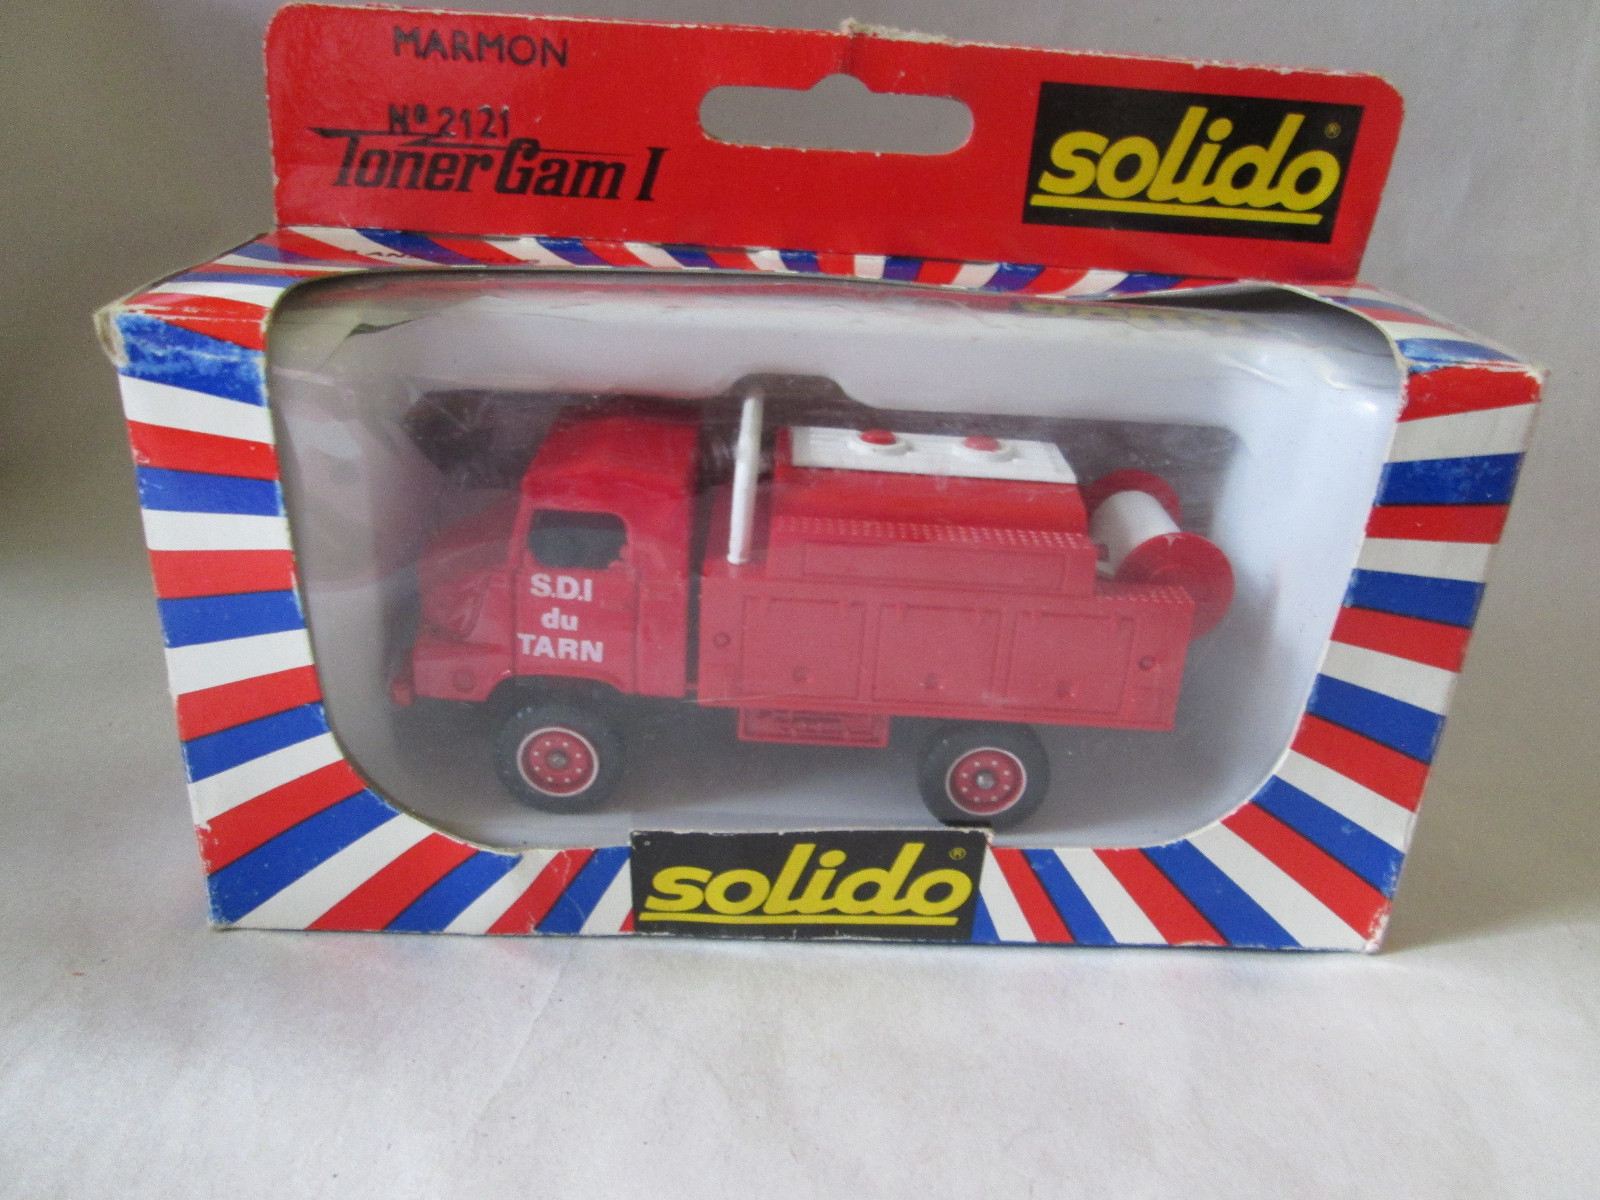 MARMON
Nº 2121
Toner Gam I
solido®
S.D.I
du
TARN
solido®